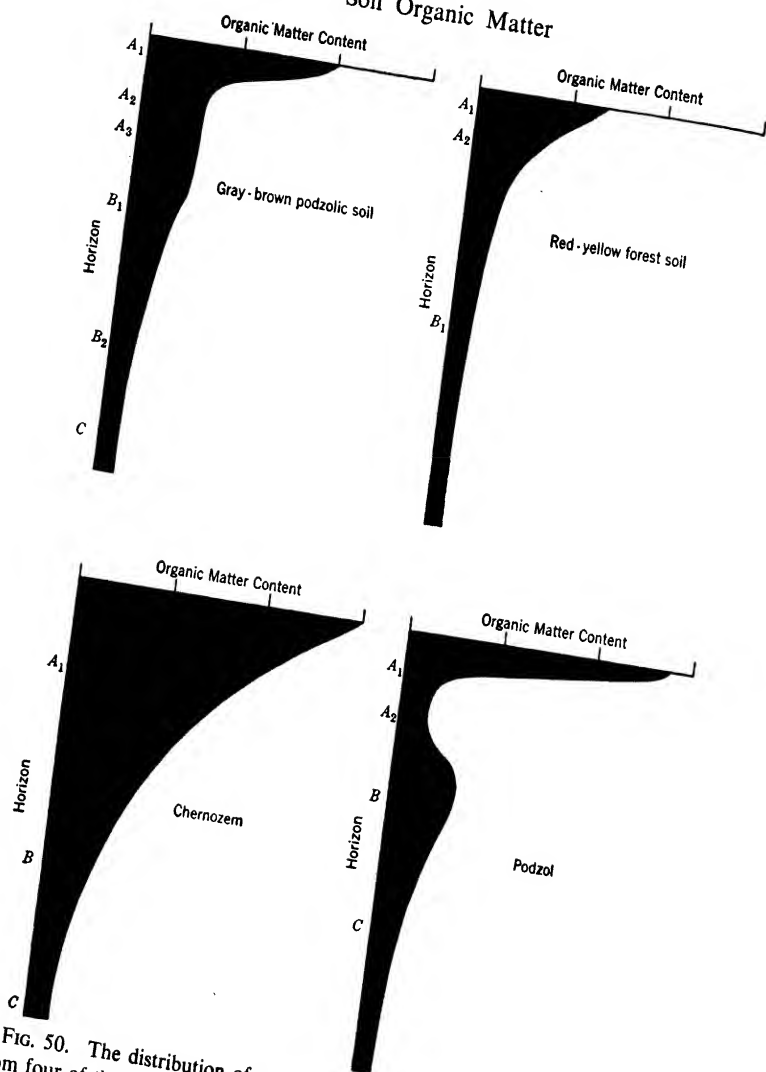 Soil Organic Matter
Organic Matter Content
A1
A2
A3
B1
Horizon
B2
C
Gray-brown podzolic soil
Organic Matter Content
A1
A2
Horizon
B1
Red-yellow forest soil
Organic Matter Content
A1
Horizon
B
C
Chernozem
Organic Matter Content
A1
A2
B
Horizon
C
Podzol
FIG. 50. The distribution of
four of